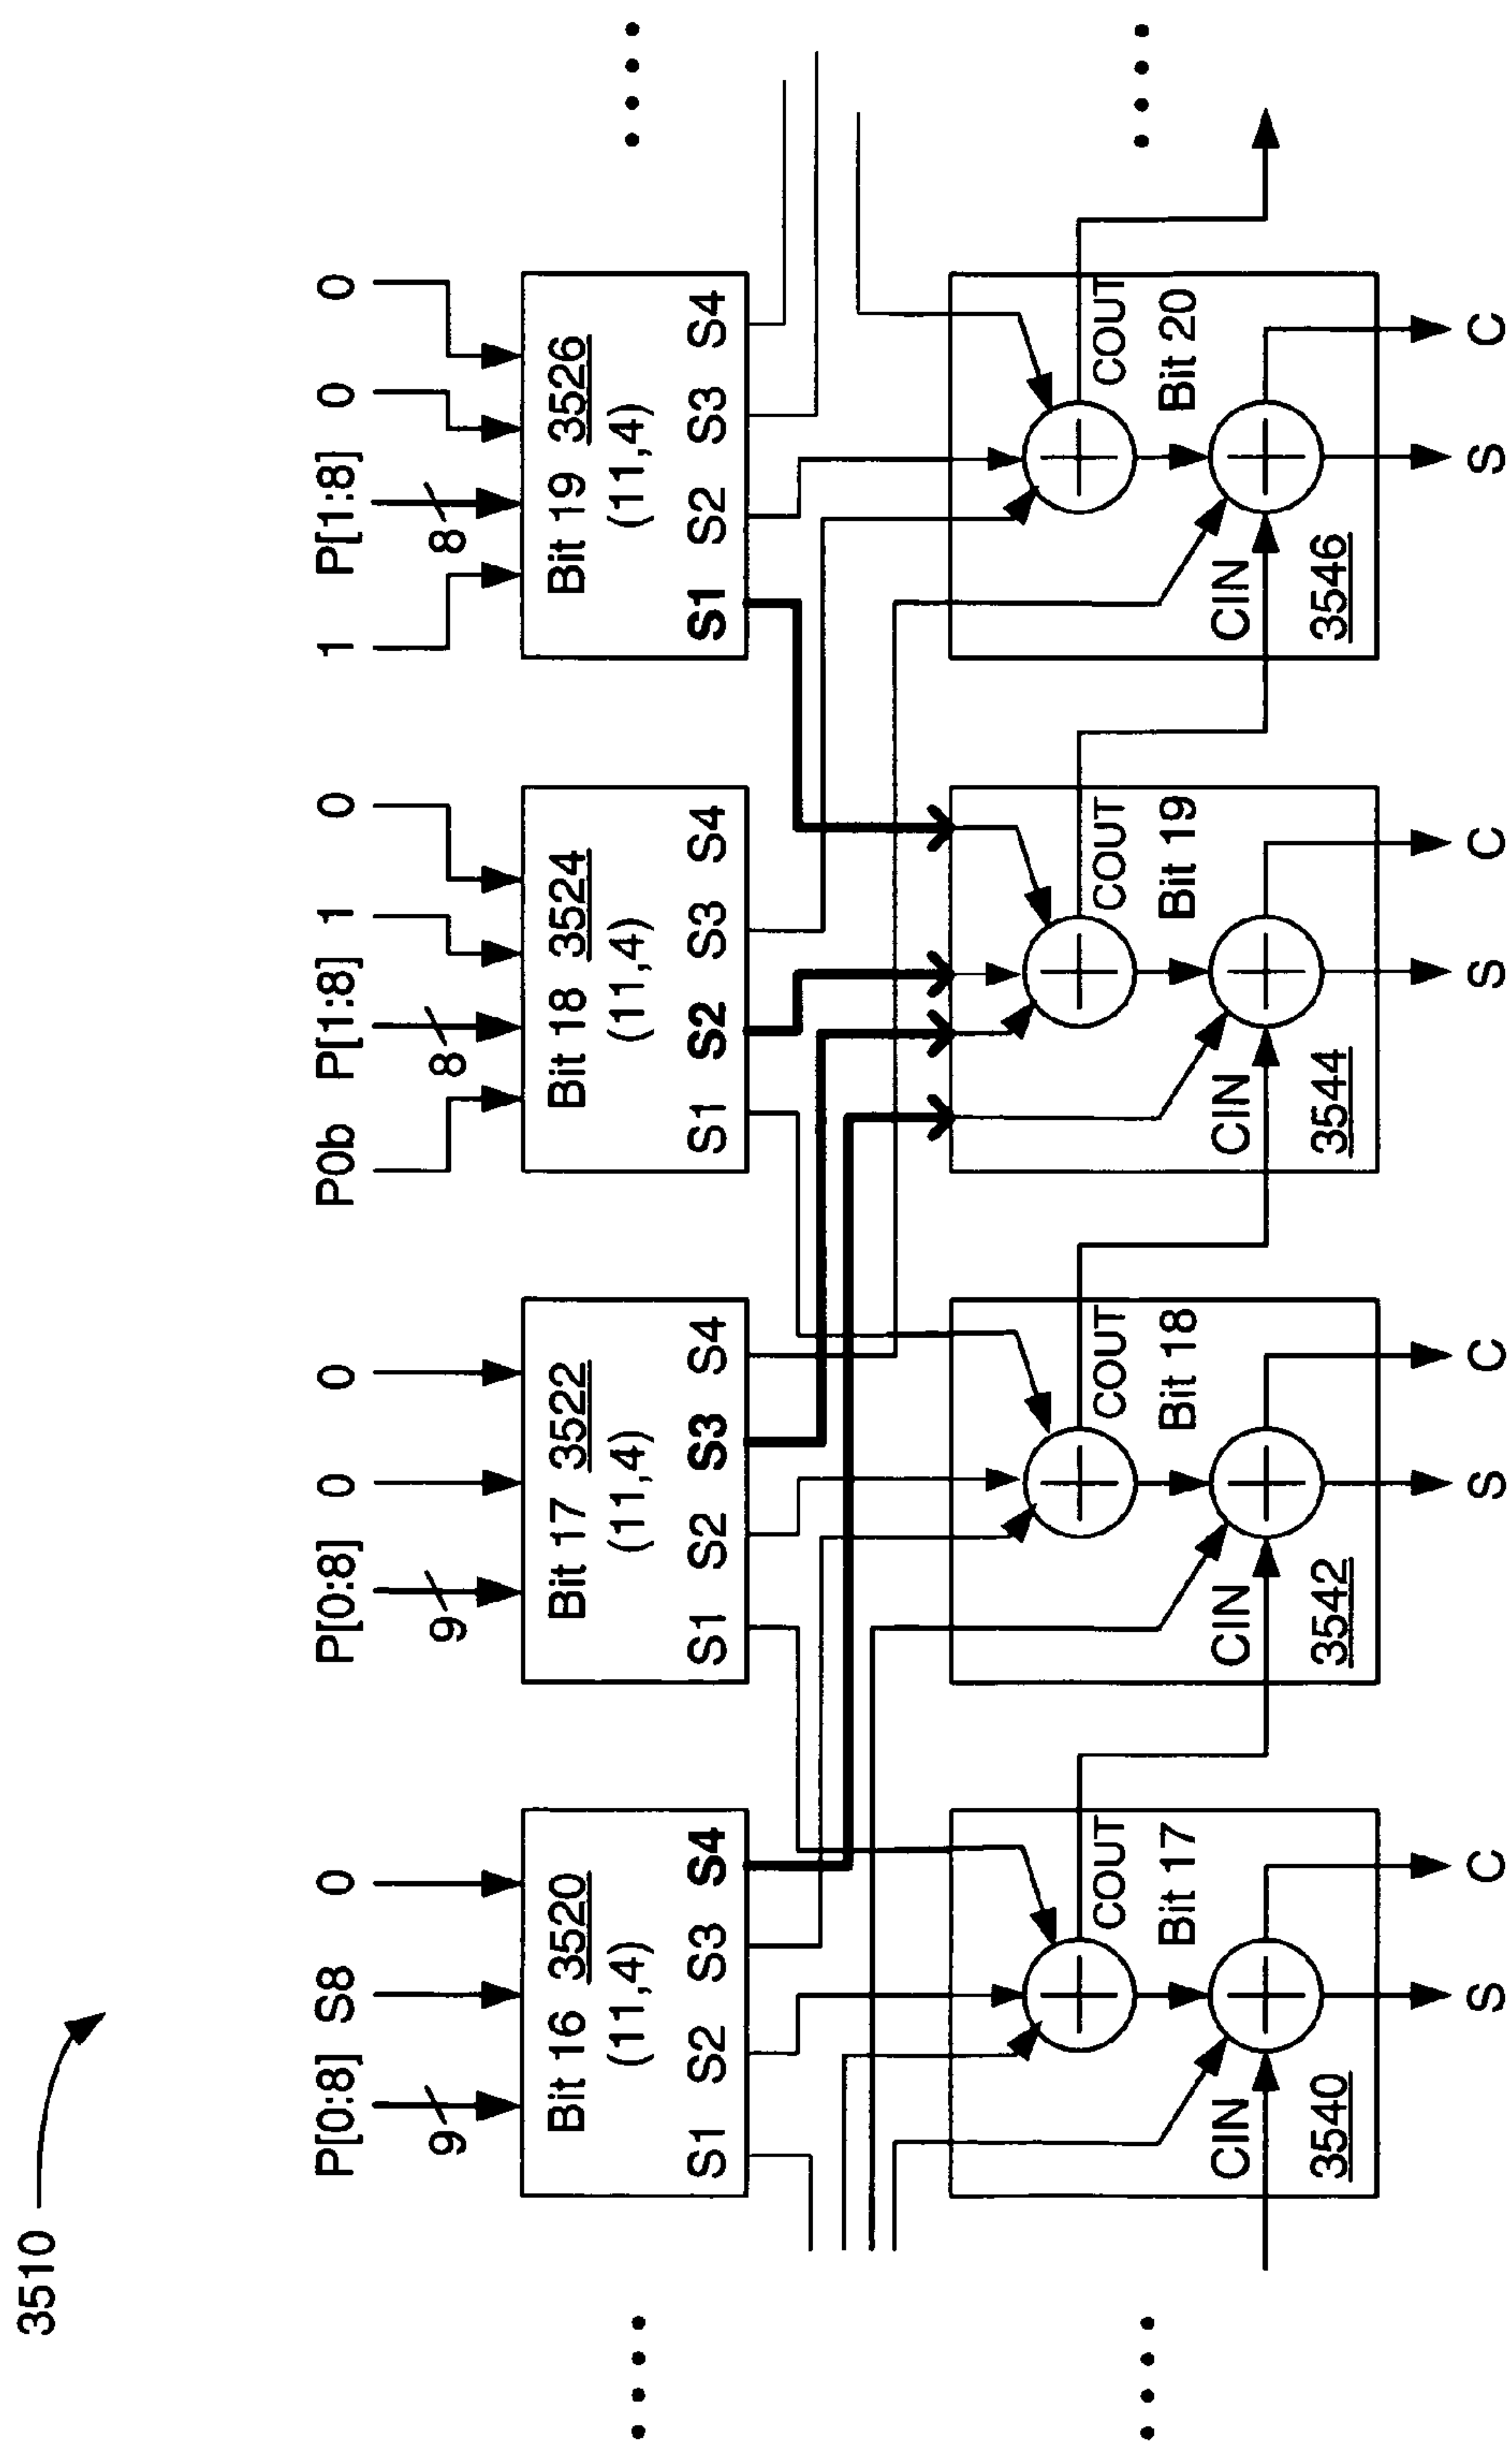 3510
P[0:8] S8 0
P[0:8] 0 0
P0b P[1:8] 1 0
1 P[1:8] 0 0
9
9
8
8
Bit 16 3520
(11,4)
S1 S2 S3 S4
Bit 17 3522
(11,4)
S1 S2 S3 S4
Bit 18 3524
(11,4)
S1 S2 S3 S4
Bit 19 3526
(11,4)
S1 S2 S3 S4
COUT
Bit 17
CIN
3540
S C
COUT
Bit 18
CIN
3542
S C
COUT
Bit 19
CIN
3544
S C
COUT
Bit 20
CIN
3546
S C